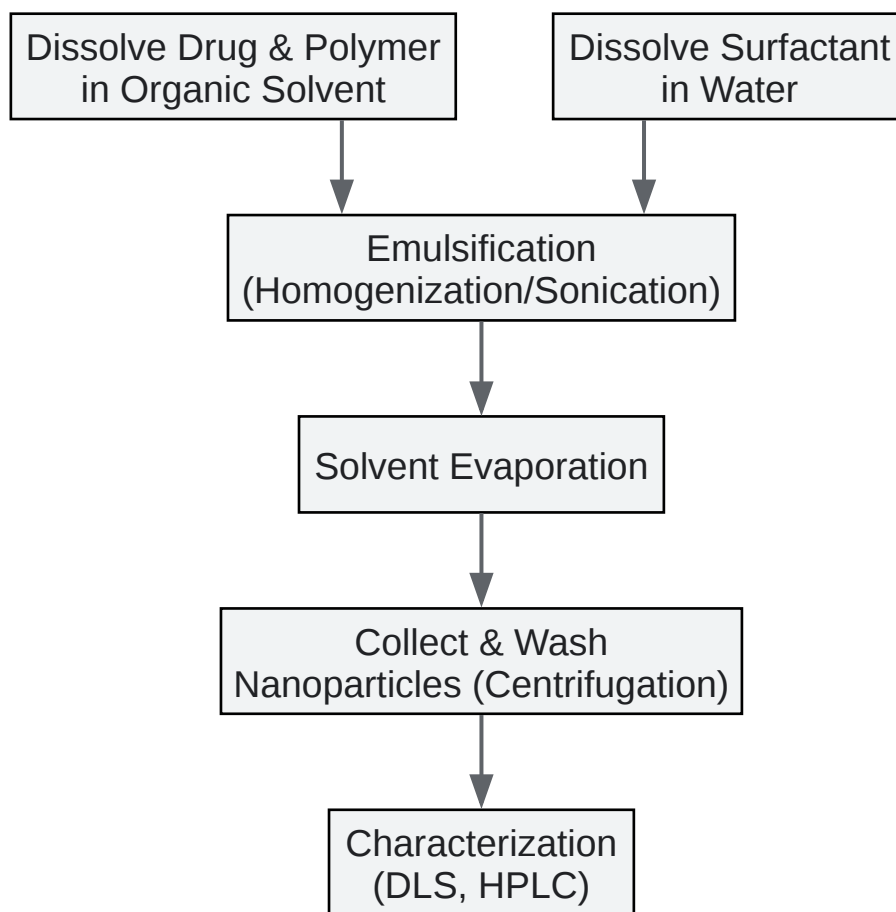 Dissolve Drug & Polymer
in Organic Solvent
Dissolve Surfactant
in Water
Emulsification
(Homogenization/Sonication)
Solvent Evaporation
Collect & Wash
Nanoparticles (Centrifugation)
Characterization
(DLS, HPLC)